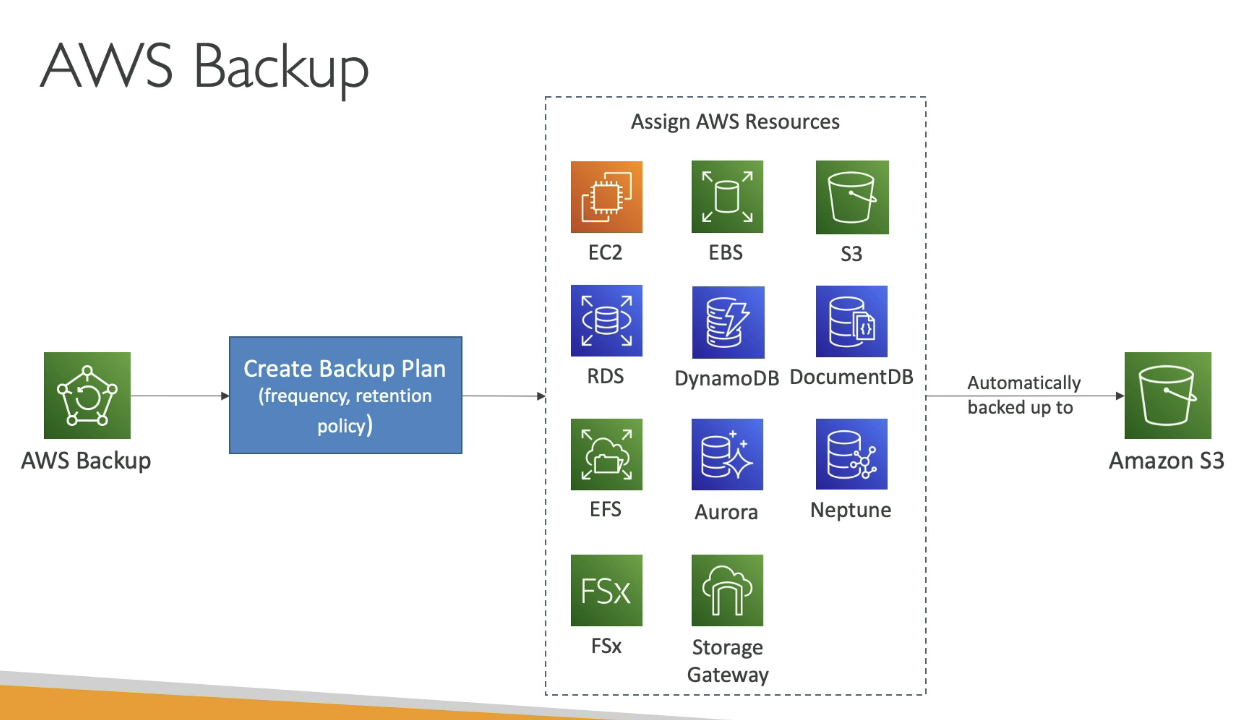 AWS Backup
Assign AWS Resources
EC2
EBS
S3
RDS
DynamoDB
DocumentDB
Create Backup Plan
(frequency, retention
policy)
AWS Backup
Automatically
backed up to
Amazon S3
EFS
Aurora
Neptune
FSx
FSx
Storage
Gateway